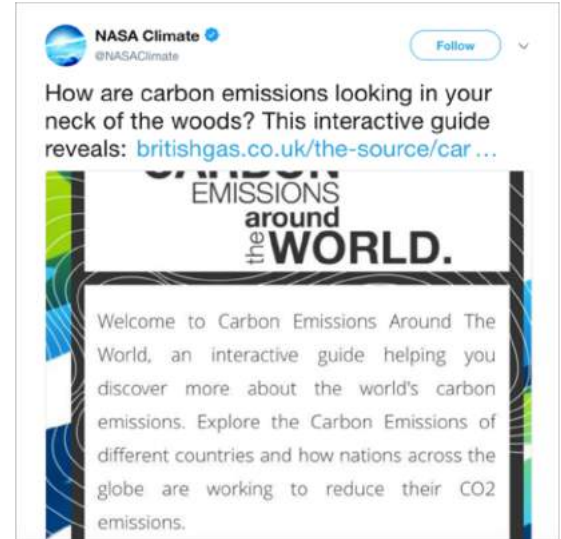 NASA Climate
@NASAClimate
Follow
How are carbon emissions looking in your
neck of the woods? This interactive guide
reveals: britishgas.co.uk/the-source/car ...
CARBON
EMISSIONS
around
the WORLD.
Welcome to Carbon Emissions Around The
World, an interactive guide helping you
discover more about the world's carbon
emissions. Explore the Carbon Emissions of
different countries and how nations across the
globe are working to reduce their CO2
emissions.